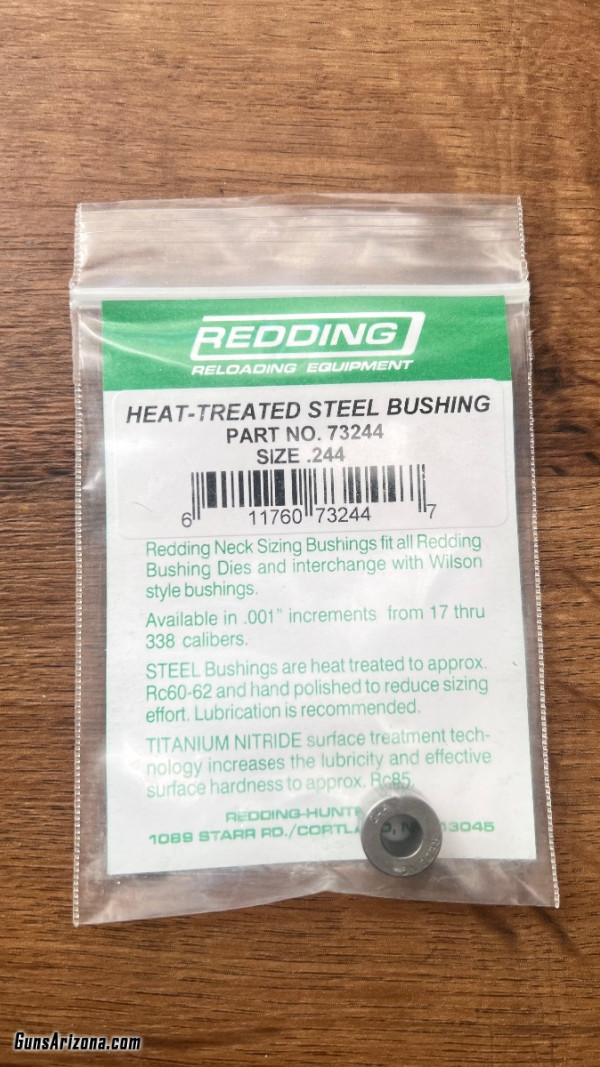 REDDING
RELOADING EQUIPMENT
HEAT-TREATED STEEL BUSHING
PART NO. 73244
SIZE .244
6 11760 73244 7
Redding Neck Sizing Bushings fit all Redding
Bushing Dies and interchange with Wilson
style bushings.
Available in .001" increments from 17 thru
338 calibers.
STEEL Bushings are heat treated to approx.
Rc60-62 and hand polished to reduce sizing
effort. Lubrication is recommended.
TITANIUM NITRIDE surface treatment tech-
nology increases the lubricity and effective
surface hardness to approx. Rc85.
REDDING-HUNT
1089 STARR RD./CORTL 13045
GunsArizona.com